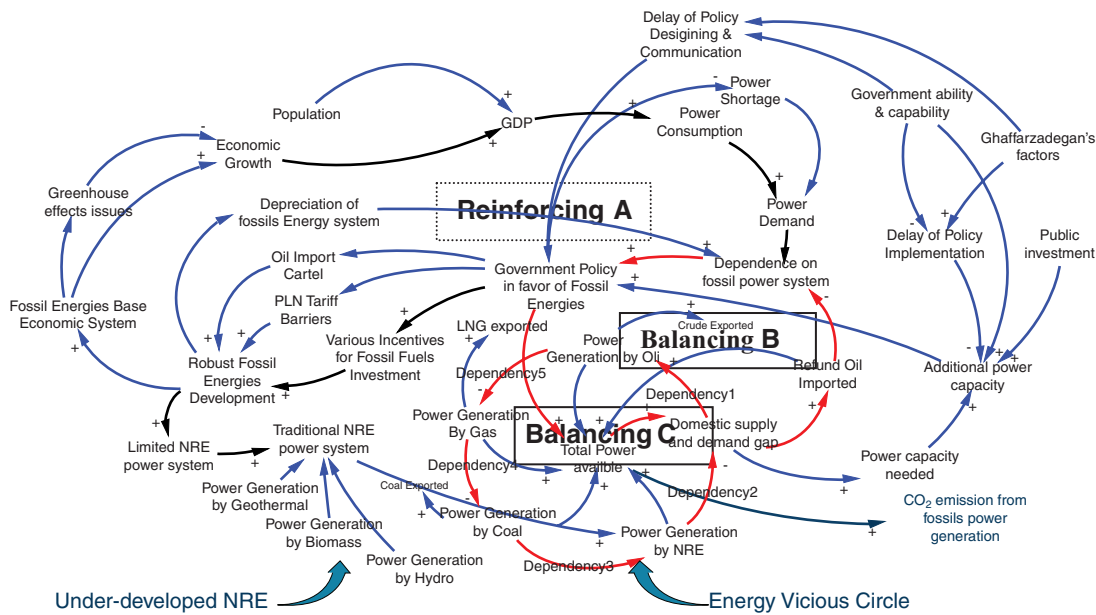 Delay of Policy
Desigining &
Communication
Power
Shortage
Government ability
& capability
Population
GDP
Power
Consumption
Ghaffarzadegan's
factors
Economic
Growth
Greenhouse
effects issues
Depreciation of
fossils Energy system
Reinforcing A
Power
Demand
Delay of Policy
Implementation
Public
investment
Oil Import
Cartel
Government Policy
in favor of Fossil
Energies
Dependence on
fossil power system
PLN Tariff
Barriers
Fossil Energies Base
Economic System
LNG exported
Crude Exported
Balancing B
Various Incentives
for Fossil Fuels
Investment
Power
Generation by Oli
Robust Fossil
Energies
Development
Dependency5
Refund Oil
Imported
Additional power
capacity
Dependency1
Power Generation
By Gas
Balancing C
Domestic supply
and demand gap
Total Power
availble
Limited NRE
power system
Traditional NRE
power system
Dependency4
Power capacity
needed
Coal Exported
Dependency2
Power Generation
by Geothermal
Power Generation
by Coal
CO2 emission from
fossils power
generation
Power Generation
by Biomass
Power Generation
by NRE
Power Generation
by Hydro
Dependency3
Under-developed NRE
Energy Vicious Circle